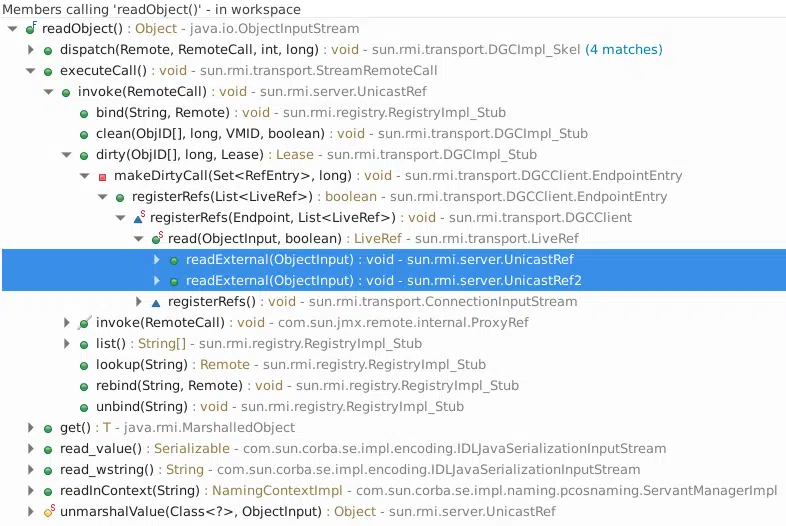 Members calling 'readObject()' - in workspace
readObject() : Object - java.io.ObjectInputStream
dispatch(Remote, RemoteCall, int, long) : void - sun.rmi.transport.DGCImpl_Skel (4 matches)
executeCall() : void - sun.rmi.transport.StreamRemoteCall
invoke(RemoteCall) : void - sun.rmi.server.UnicastRef
bind(String, Remote) : void - sun.rmi.registry.RegistryImpl_Stub
clean(ObjID[], long, VMID, boolean) : void - sun.rmi.transport.DGCImpl_Stub
dirty(ObjID[], long, Lease) : Lease - sun.rmi.transport.DGCImpl_Stub
makeDirtyCall(Set<RefEntry>, long) : void - sun.rmi.transport.DGCClient.EndpointEntry
registerRefs(List<LiveRef>) : boolean - sun.rmi.transport.DGCClient.EndpointEntry
registerRefs(Endpoint, List<LiveRef>) : void - sun.rmi.transport.DGCClient
read(ObjectInput, boolean) : LiveRef - sun.rmi.transport.LiveRef
readExternal(ObjectInput) : void - sun.rmi.server.UnicastRef
readExternal(ObjectInput) : void - sun.rmi.server.UnicastRef2
registerRefs() : void - sun.rmi.transport.ConnectionInputStream
invoke(RemoteCall) : void - com.sun.jmx.remote.internal.ProxyRef
list() : String[] - sun.rmi.registry.RegistryImpl_Stub
lookup(String) : Remote - sun.rmi.registry.RegistryImpl_Stub
rebind(String, Remote) : void - sun.rmi.registry.RegistryImpl_Stub
unbind(String) : void - sun.rmi.registry.RegistryImpl_Stub
get() : T - java.rmi.MarshalledObject
read_value() : Serializable - com.sun.corba.se.impl.encoding.IDLJavaSerializationInputStream
read_wstring() : String - com.sun.corba.se.impl.encoding.IDLJavaSerializationInputStream
readInContext(String) : NamingContextImpl - com.sun.corba.se.impl.naming.pcosnaming.ServantManagerImpl
unmarshalValue(Class<?>, ObjectInput) : Object - sun.rmi.server.UnicastRef